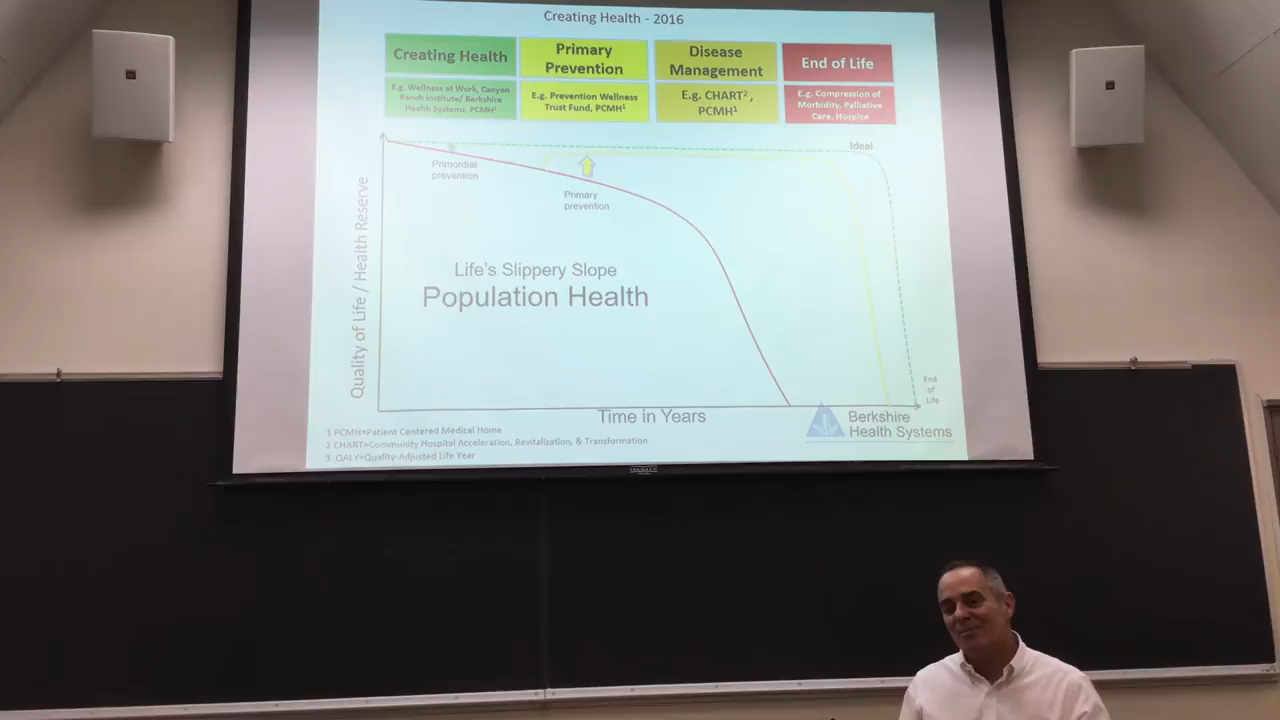 Creating Health - 2016
Creating Health
Primary
Prevention
Disease
Management
End of Life
E.g. Wellness at Work, Canyon
Ranch Institute/ Berkshire
Health Systems, PCMH¹
E.g. Prevention Wellness
Trust Fund, PCMH¹
E.g. CHART²,
PCMH¹
E.g. Compression of
Morbidity, Palliative
Care, Hospice
Ideal
Primordial
prevention
Primary
prevention
Quality of Life / Health Reserve
Life's Slippery Slope
Population Health
End
of
Life
Time in Years
Berkshire
Health Systems
1 PCMH=Patient Centered Medical Home
2 CHART=Community Hospital Acceleration, Revitalization, & Transformation
3 QALY=Quality-Adjusted Life Year